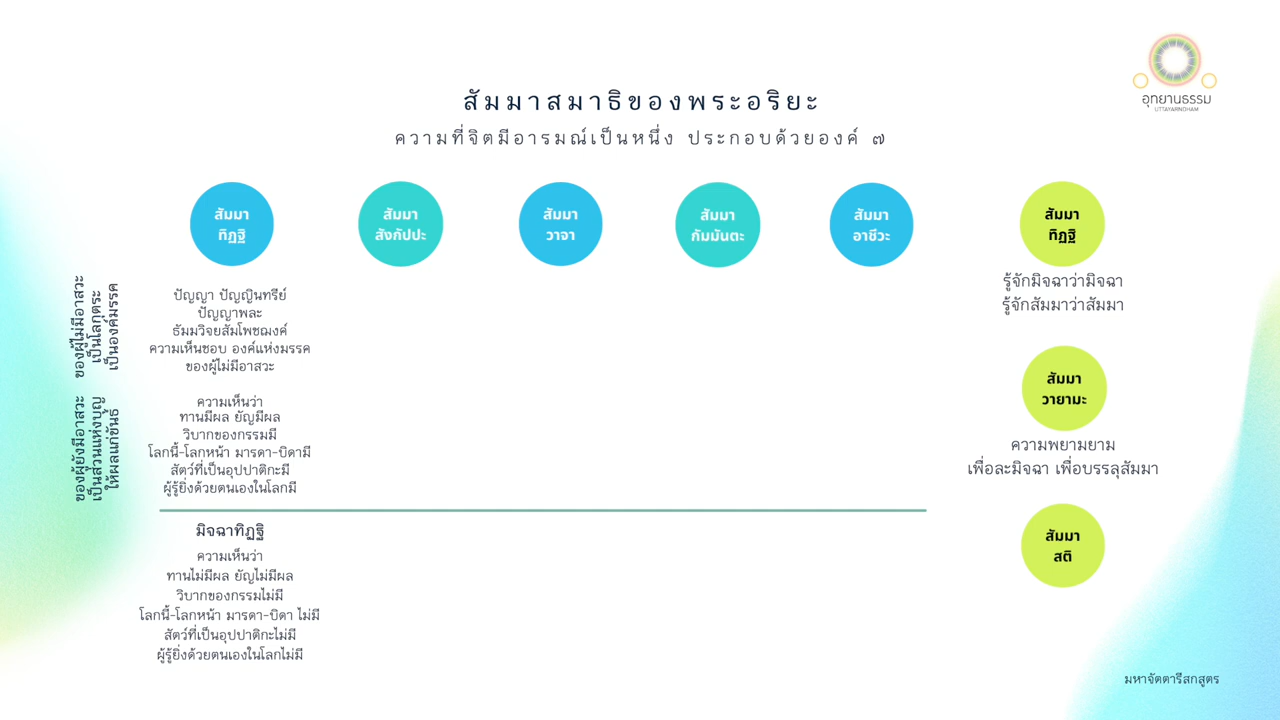 อุทยานธรรม
UTTAYARNDHAM
สัมมาสมาธิของพระอริยะ
ความที่จิตมีอารมณ์เป็นหนึ่ง ประกอบด้วยองค์ ๗
สัมมา
ทิฏฐิ
สัมมา
สังกัปปะ
สัมมา
วาจา
สัมมา
กัมมันตะ
สัมมา
อาชีวะ
สัมมา
ทิฏฐิ
รู้จักมิจฉาว่ามิจฉา
รู้จักสัมมาว่าสัมมา
ของผู้ไม่มีอาสวะ
เป็นโลกุตระ
เป็นองค์มรรค
ปัญญา ปัญญินทรีย์
ปัญญาพละ
ธัมมวิจยสัมโพชฌงค์
ความเห็นชอบ องค์แห่งมรรค
ของผู้ไม่มีอาสวะ
สัมมา
วายามะ
ความพยามยาม
เพื่อละมิจฉา เพื่อบรรลุสัมมา
ของผู้ยังมีอาสวะ
เป็นส่วนแห่งบุญ
ให้ผลแก่ขันธ์
ความเห็นว่า
ทานมีผล ยัญมีผล
วิบากของกรรมมี
โลกนี้-โลกหน้า มารดา-บิดามี
สัตว์ที่เป็นอุปปาติกะมี
ผู้รู้ยิ่งด้วยตนเองในโลกมี
สัมมา
สติ
มิจฉาทิฏฐิ
ความเห็นว่า
ทานไม่มีผล ยัญไม่มีผล
วิบากของกรรมไม่มี
โลกนี้-โลกหน้า มารดา-บิดา ไม่มี
สัตว์ที่เป็นอุปปาติกะไม่มี
ผู้รู้ยิ่งด้วยตนเองในโลกไม่มี
มหาจัตตารีสกสูตร